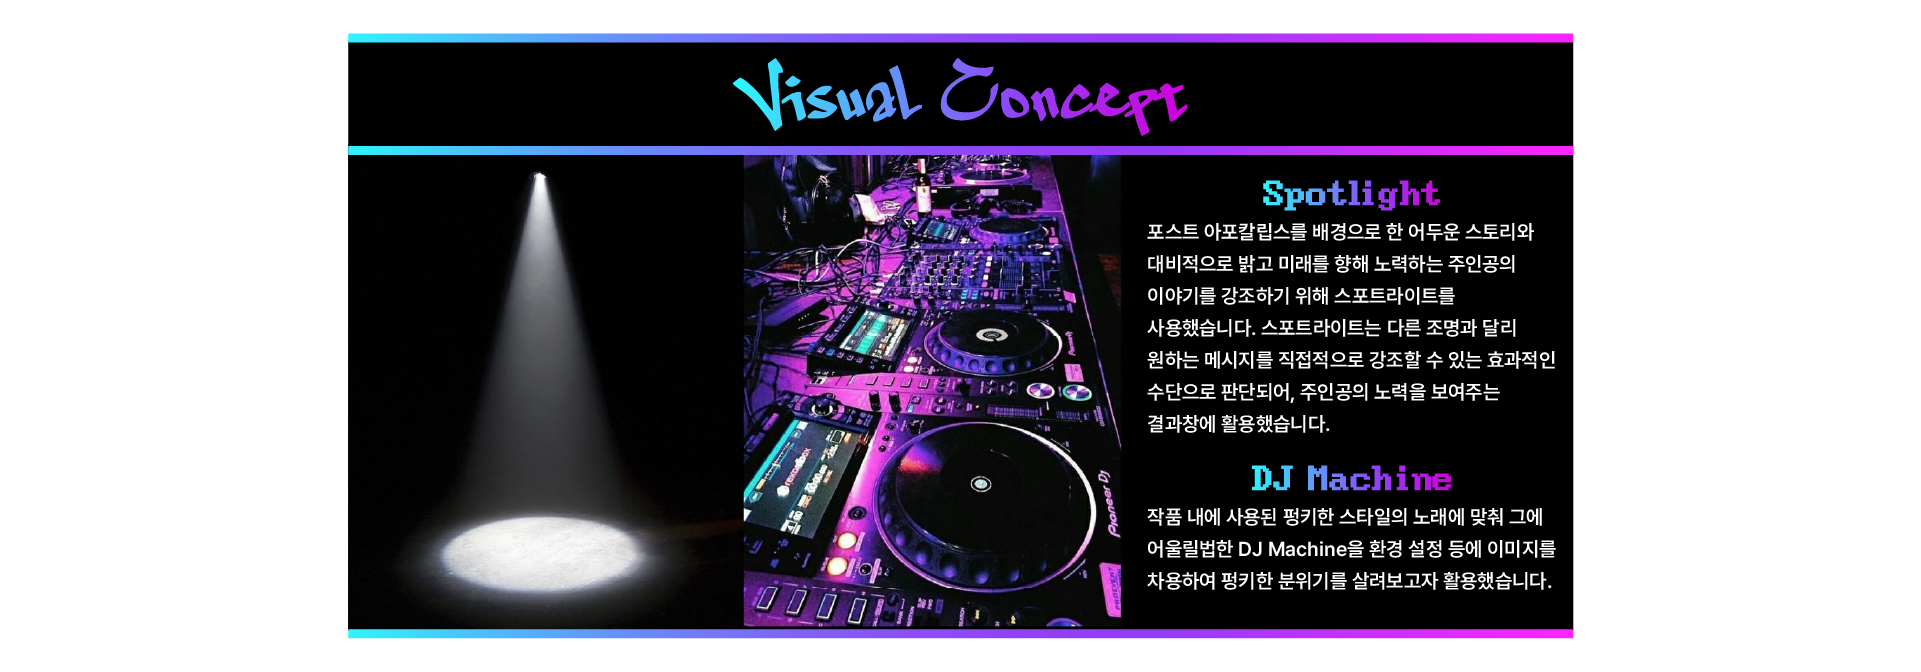 Visual Concept
Spotlight
포스트 아포칼립스를 배경으로 한 어두운 스토리와
대비적으로 밝고 미래를 향해 노력하는 주인공의
이야기를 강조하기 위해 스포트라이트를
사용했습니다. 스포트라이트는 다른 조명과 달리
원하는 메시지를 직접적으로 강조할 수 있는 효과적인
수단으로 판단되어, 주인공의 노력을 보여주는
결과창에 활용했습니다.
DJ Machine
작품 내에 사용된 펑키한 스타일의 노래에 맞춰 그에
어울릴법한 DJ Machine을 환경 설정 등에 이미지를
차용하여 펑키한 분위기를 살려보고자 활용했습니다.
rekordbox
Pioneer DJ
Pioneer DJ